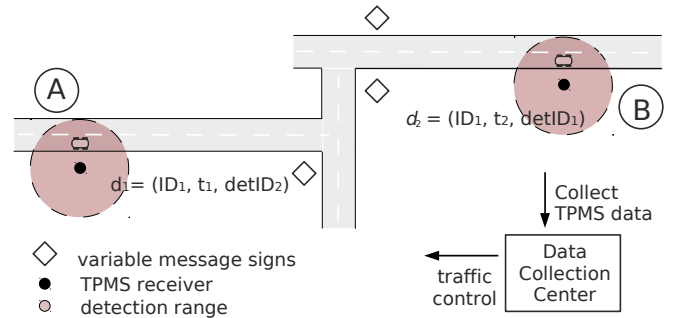 A
B
d₂ = (ID₁, t₂, detID₁)
d₁= (ID₁, t₁, detID₂)
Collect
TPMS data
variable message signs
TPMS receiver
detection range
traffic
control
Data
Collection
Center